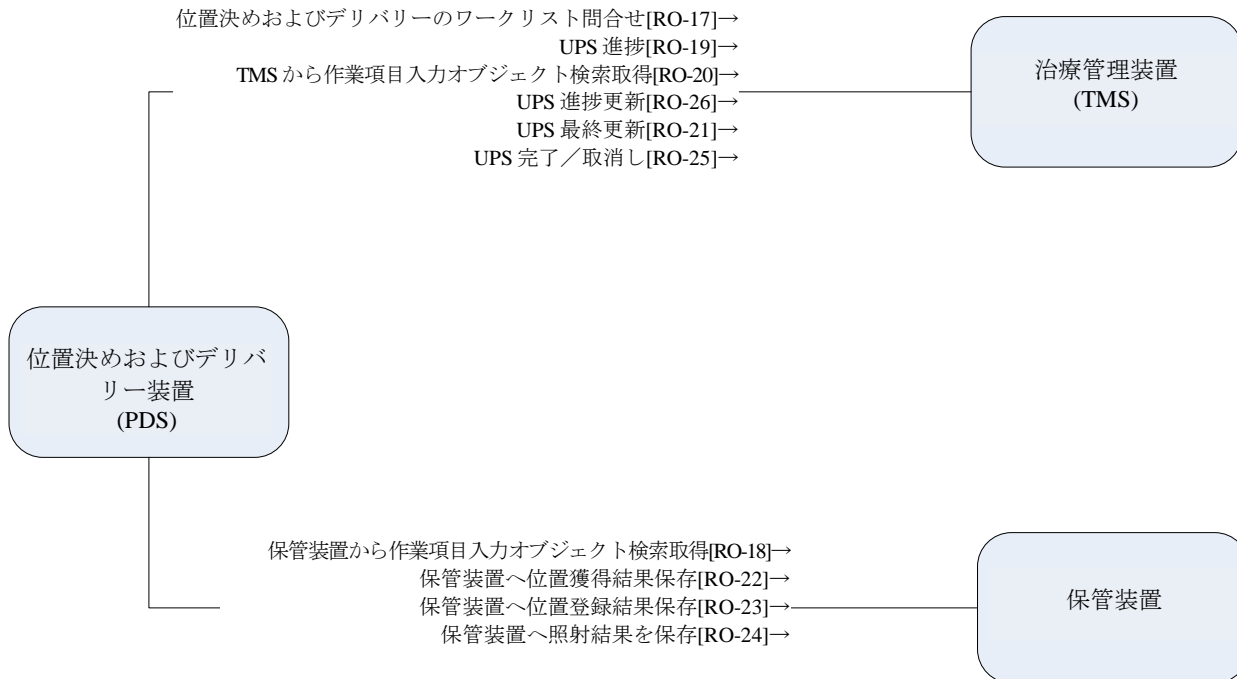 位置決めおよびデリバリーのワークリスト問合せ[RO-17]→
UPS 進捗[RO-19]→
TMS から作業項目入力オブジェクト検索取得[RO-20]→
UPS 進捗更新[RO-26]→
UPS 最終更新[RO-21]→
UPS 完了／取消し[RO-25]→
治療管理装置
(TMS)
位置決めおよびデリバ
リー装置
(PDS)
保管装置から作業項目入力オブジェクト検索取得[RO-18]→
保管装置へ位置獲得結果保存[RO-22]→
保管装置へ位置登録結果保存[RO-23]→
保管装置へ照射結果を保存[RO-24]→
保管装置